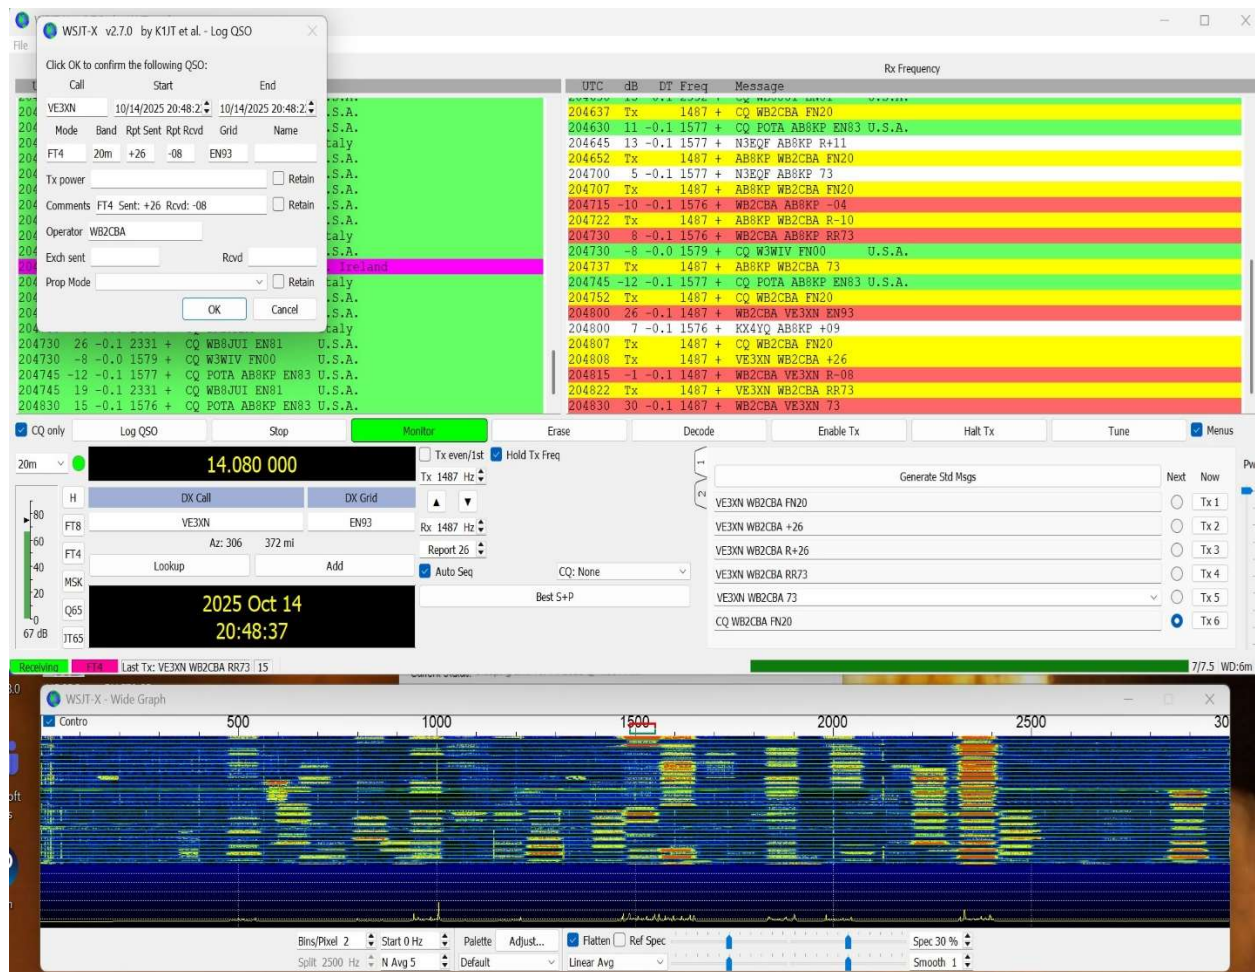 WSJT-X v2.7.0 by K1JT et al. - Log QSO
File
Click OK to confirm the following QSO:
Call Start End
VE3XN 10/14/2025 20:48:2 10/14/2025 20:48:2
Mode Band Rpt Sent Rpt Rcvd Grid Name
FT4 20m +26 -08 EN93
Tx power Retain
Comments FT4 Sent: +26 Rcvd: -08 Retain
Operator WB2CBA
Exch sent Rcvd
Prop Mode Retain
OK Cancel
Ireland
204730 26 -0.1 2331 + CQ WB8JUI EN81 U.S.A.
204730 -8 -0.0 1579 + CQ W3WIV FN00 U.S.A.
204745 -12 -0.1 1577 + CQ POTA AB8KP EN83 U.S.A.
204745 19 -0.1 2331 + CQ WB8JUI EN81 U.S.A.
204830 15 -0.1 1576 + CQ POTA AB8KP EN83 U.S.A.
Rx Frequency
UTC dB DT Freq Message
204637 Tx 1487 + CQ WB2CBA FN20
204630 11 -0.1 1577 + CQ POTA AB8KP EN83 U.S.A.
204645 13 -0.1 1577 + N3EQF AB8KP R+11
204652 Tx 1487 + AB8KP WB2CBA FN20
204700 5 -0.1 1577 + N3EQF AB8KP 73
204707 Tx 1487 + AB8KP WB2CBA FN20
204715 -10 -0.1 1576 + WB2CBA AB8KP -04
204722 Tx 1487 + AB8KP WB2CBA R-10
204730 8 -0.1 1576 + WB2CBA AB8KP RR73
204730 -8 -0.0 1579 + CQ W3WIV FN00 U.S.A.
204737 Tx 1487 + AB8KP WB2CBA 73
204745 -12 -0.1 1577 + CQ POTA AB8KP EN83 U.S.A.
204752 Tx 1487 + CQ WB2CBA FN20
204800 26 -0.1 1487 + WB2CBA VE3XN EN93
204800 7 -0.1 1576 + KX4YQ AB8KP +09
204807 Tx 1487 + CQ WB2CBA FN20
204808 Tx 1487 + VE3XN WB2CBA +26
204815 -1 -0.1 1487 + WB2CBA VE3XN R-08
204822 Tx 1487 + VE3XN WB2CBA RR73
204830 30 -0.1 1487 + WB2CBA VE3XN 73
CQ only Log QSO Stop Monitor Erase Decode Enable Tx Halt Tx Tune Menus
20m 14.080 000 Tx even/1st Hold Tx Freq
Tx 1487 Hz
Rx 1487 Hz
Report 26
Auto Seq CQ: None
Best S+P
H DX Call DX Grid
FT8 VE3XN EN93
Az: 306 372 mi
FT4 Lookup Add
MSK
Q65 2025 Oct 14
JT65 20:48:37
80
60
40
20
0
67 dB
1
2
Generate Std Msgs Next Now Pw
VE3XN WB2CBA FN20 Tx 1
VE3XN WB2CBA +26 Tx 2
VE3XN WB2CBA R+26 Tx 3
VE3XN WB2CBA RR73 Tx 4
VE3XN WB2CBA 73 Tx 5
CQ WB2CBA FN20 Tx 6
Receiving FT4 Last Tx: VE3XN WB2CBA RR73 15 7/7.5 WD:6m
WSJT-X - Wide Graph
Contro 500 1000 1500 2000 2500 30
Bins/Pixel 2 Start 0 Hz Palette Adjust... Flatten Ref Spec Spec 30 %
Split 2500 Hz N Avg 5 Default Linear Avg Smooth 1